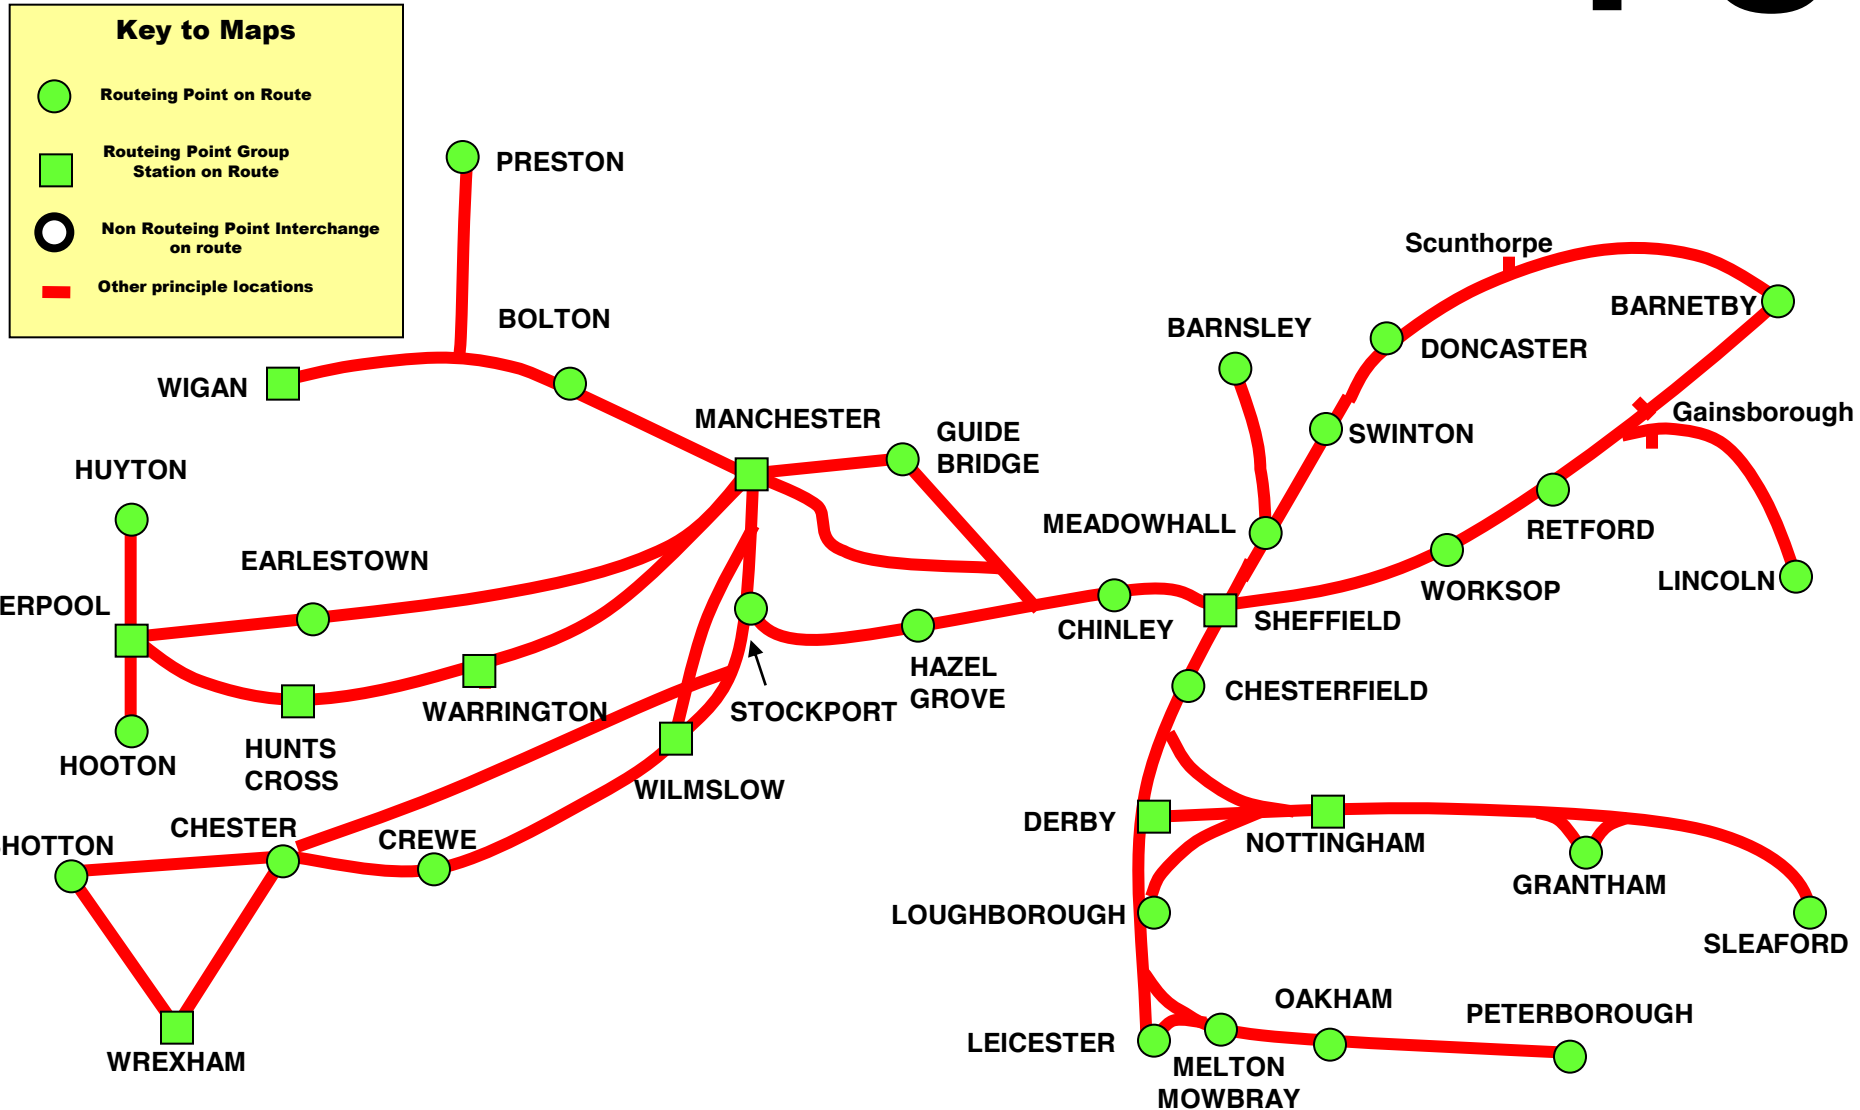 Key to Maps
Routeing Point on Route
Routeing Point Group
Station on Route
Non Routeing Point Interchange
on route
Other principle locations
PRESTON
BOLTON
WIGAN
MANCHESTER
GUIDE
BRIDGE
HUYTON
EARLESTOWN
ERPOOL
HOOTON
HUNTS
CROSS
WARRINGTON
STOCKPORT
HAZEL
GROVE
WILMSLOW
CHESTER
CREWE
HOTTON
WREXHAM
Scunthorpe
BARNETBY
BARNSLEY
DONCASTER
Gainsborough
SWINTON
MEADOWHALL
RETFORD
WORKSOP
LINCOLN
CHINLEY
SHEFFIELD
CHESTERFIELD
DERBY
NOTTINGHAM
GRANTHAM
LOUGHBOROUGH
SLEAFORD
OAKHAM
PETERBOROUGH
LEICESTER
MELTON
MOWBRAY